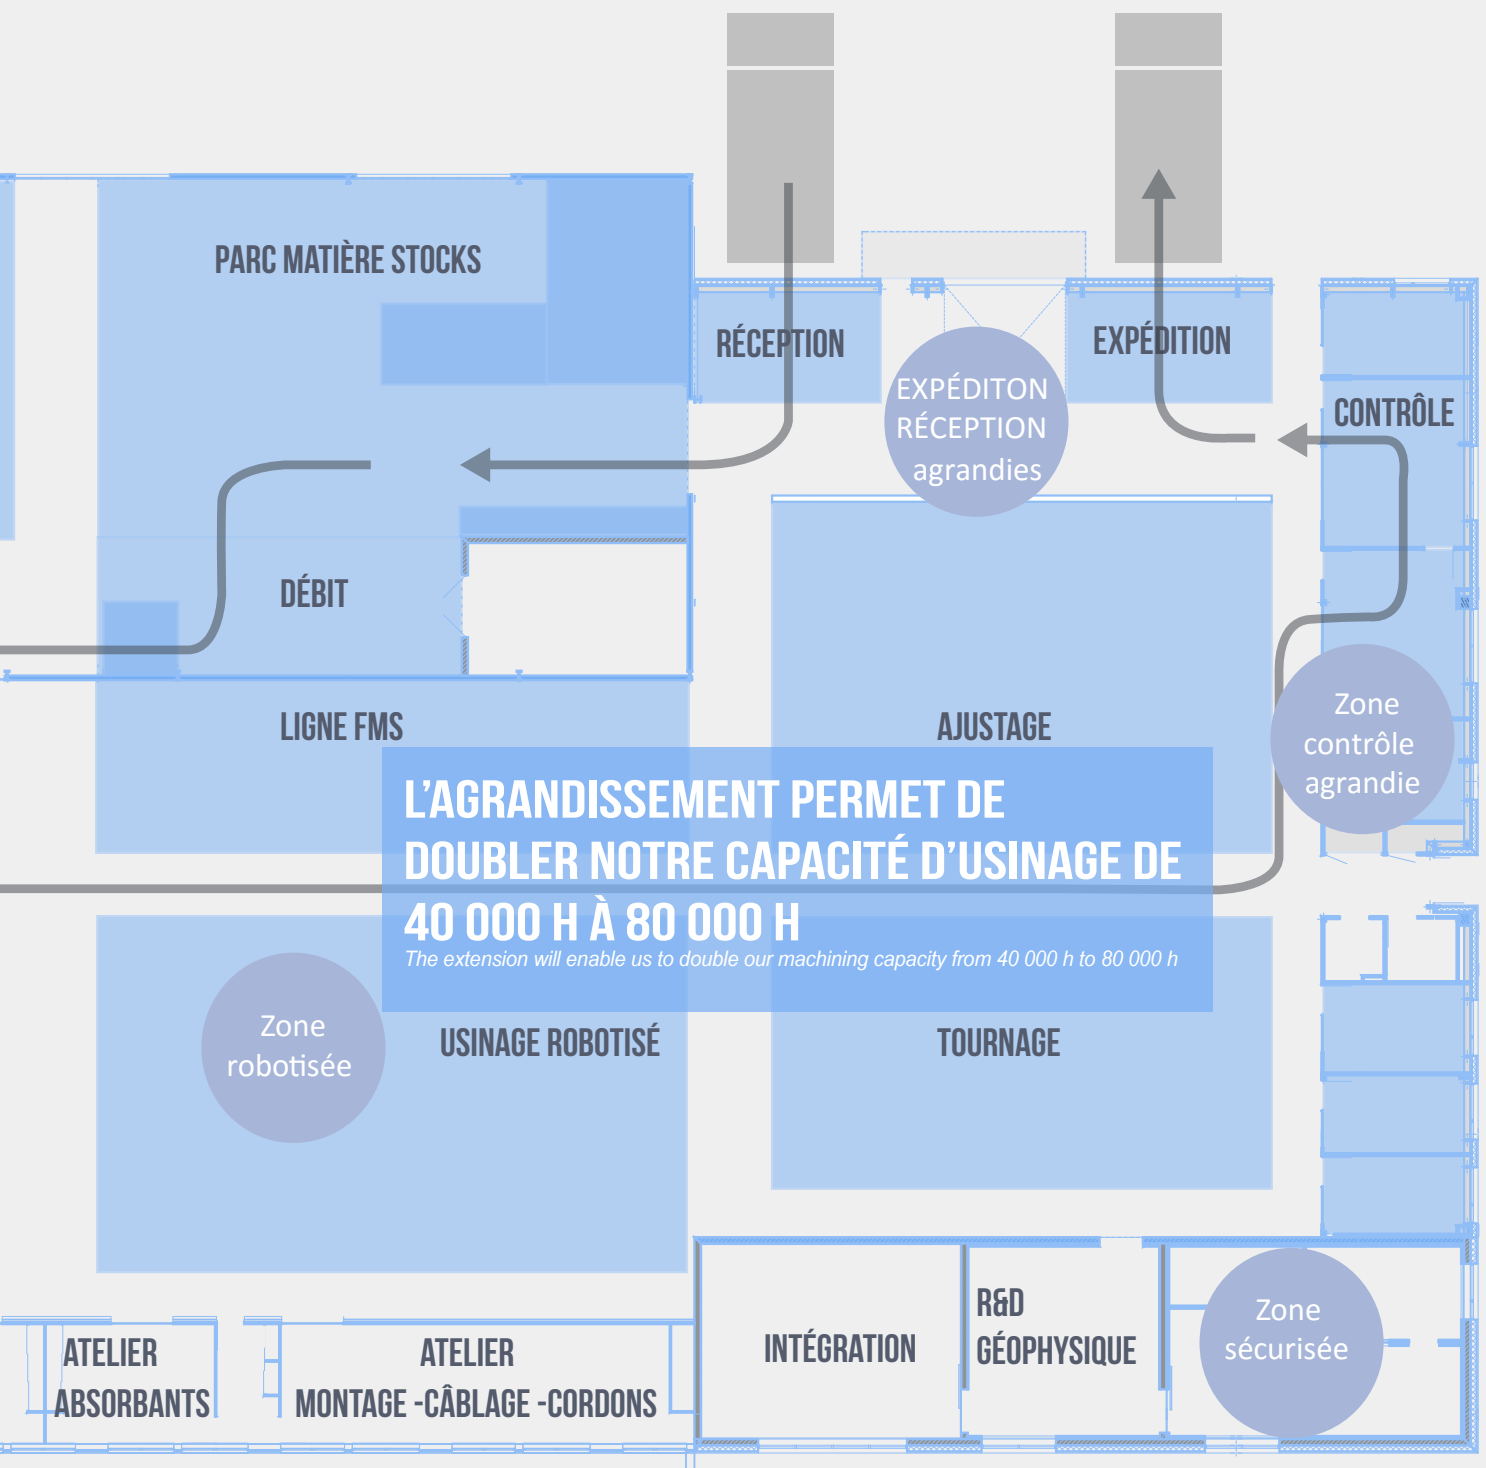 PARC MATIÈRE STOCKS
RÉCEPTION
EXPÉDITON
RÉCEPTION
agrandies
EXPÉDITION
CONTRÔLE
DÉBIT
LIGNE FMS
AJUSTAGE
Zone
contrôle
agrandie
L’AGRANDISSEMENT PERMET DE
DOUBLER NOTRE CAPACITÉ D’USINAGE DE
40 000 H À 80 000 H
The extension will enable us to double our machining capacity from 40 000 h to 80 000 h
Zone
robotisée
USINAGE ROBOTISÉ
TOURNAGE
ATELIER
ABSORBANTS
ATELIER
MONTAGE -CÂBLAGE -CORDONS
INTÉGRATION
R&D
GÉOPHYSIQUE
Zone
sécurisée